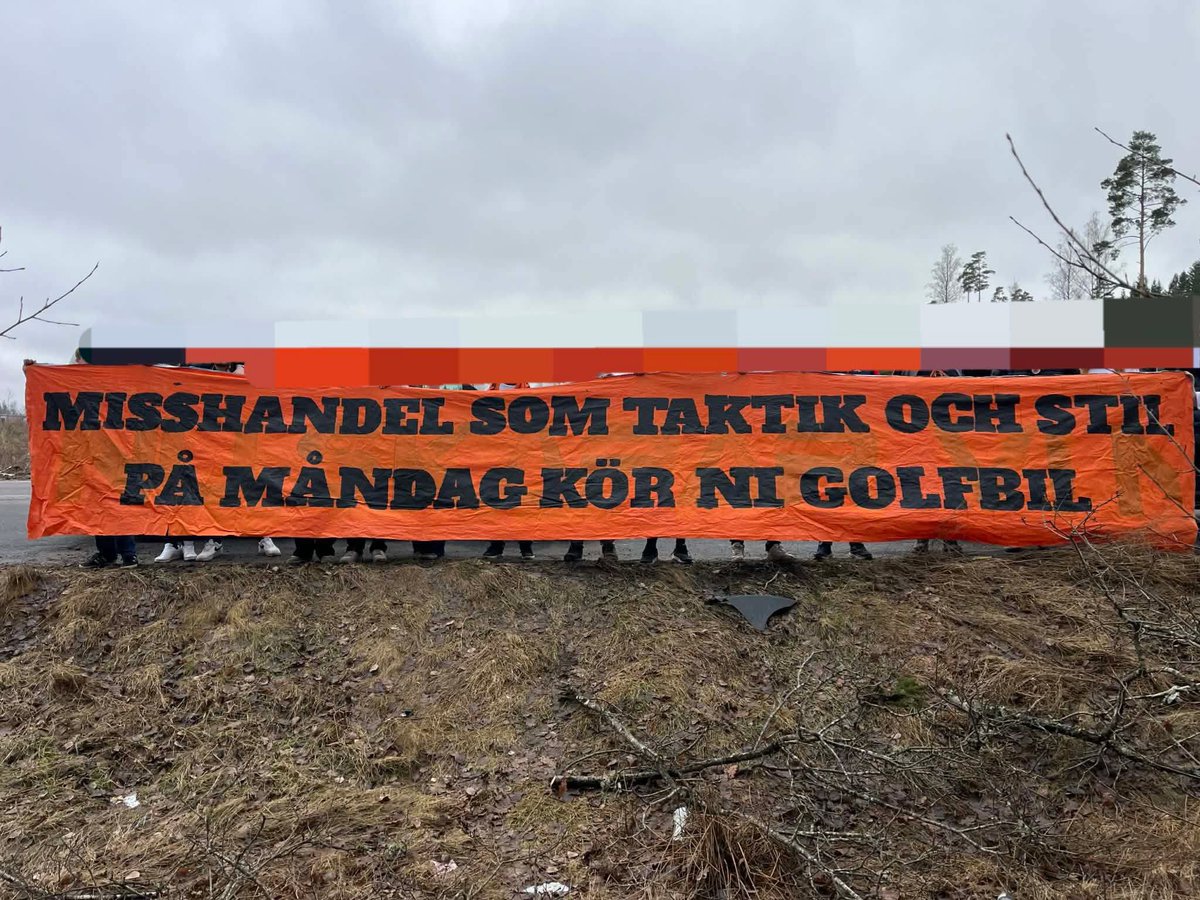 MISSHANDEL SOM TAKTIK OCH STIL
PÅ MÅNDAG KÖR NI GOLFBIL